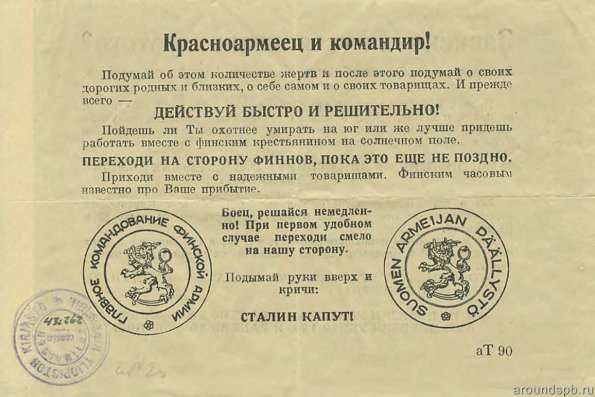 Красноармеец и командир!
Подумай об этом количестве жертв и после этого подумай о своих
дорогих родных и близких, о себе самом и о своих товарищах. И прежде
всего —
ДЕЙСТВУЙ БЫСТРО И РЕШИТЕЛЬНО!
Пойдешь ли Ты охотнее умирать на юг или же лучше придешь
работать вместе с финским крестьянином на солнечном поле.
ПЕРЕХОДИ НА СТОРОНУ ФИННОВ, ПОКА ЭТО ЕЩЕ НЕ ПОЗДНО.
Приходи вместе с надежными товарищами. Финским часовым
известно про Ваше прибытие.
ГЛАВНОЕ КОМАНДОВАНИЕ ФИНСКОЙ АРМИИ
Боец, решайся немедлен-
но! При первом удобном
случае переходи смело
на нашу сторону.
Подымай руки вверх и
кричи:
СТАЛИН КАПУТ!
SUOMEN ARMEIJAN PÄÄLLYSTÖ
YLIOPISTON KIRJASTO
43:262
аТ 90
aroundspb.ru